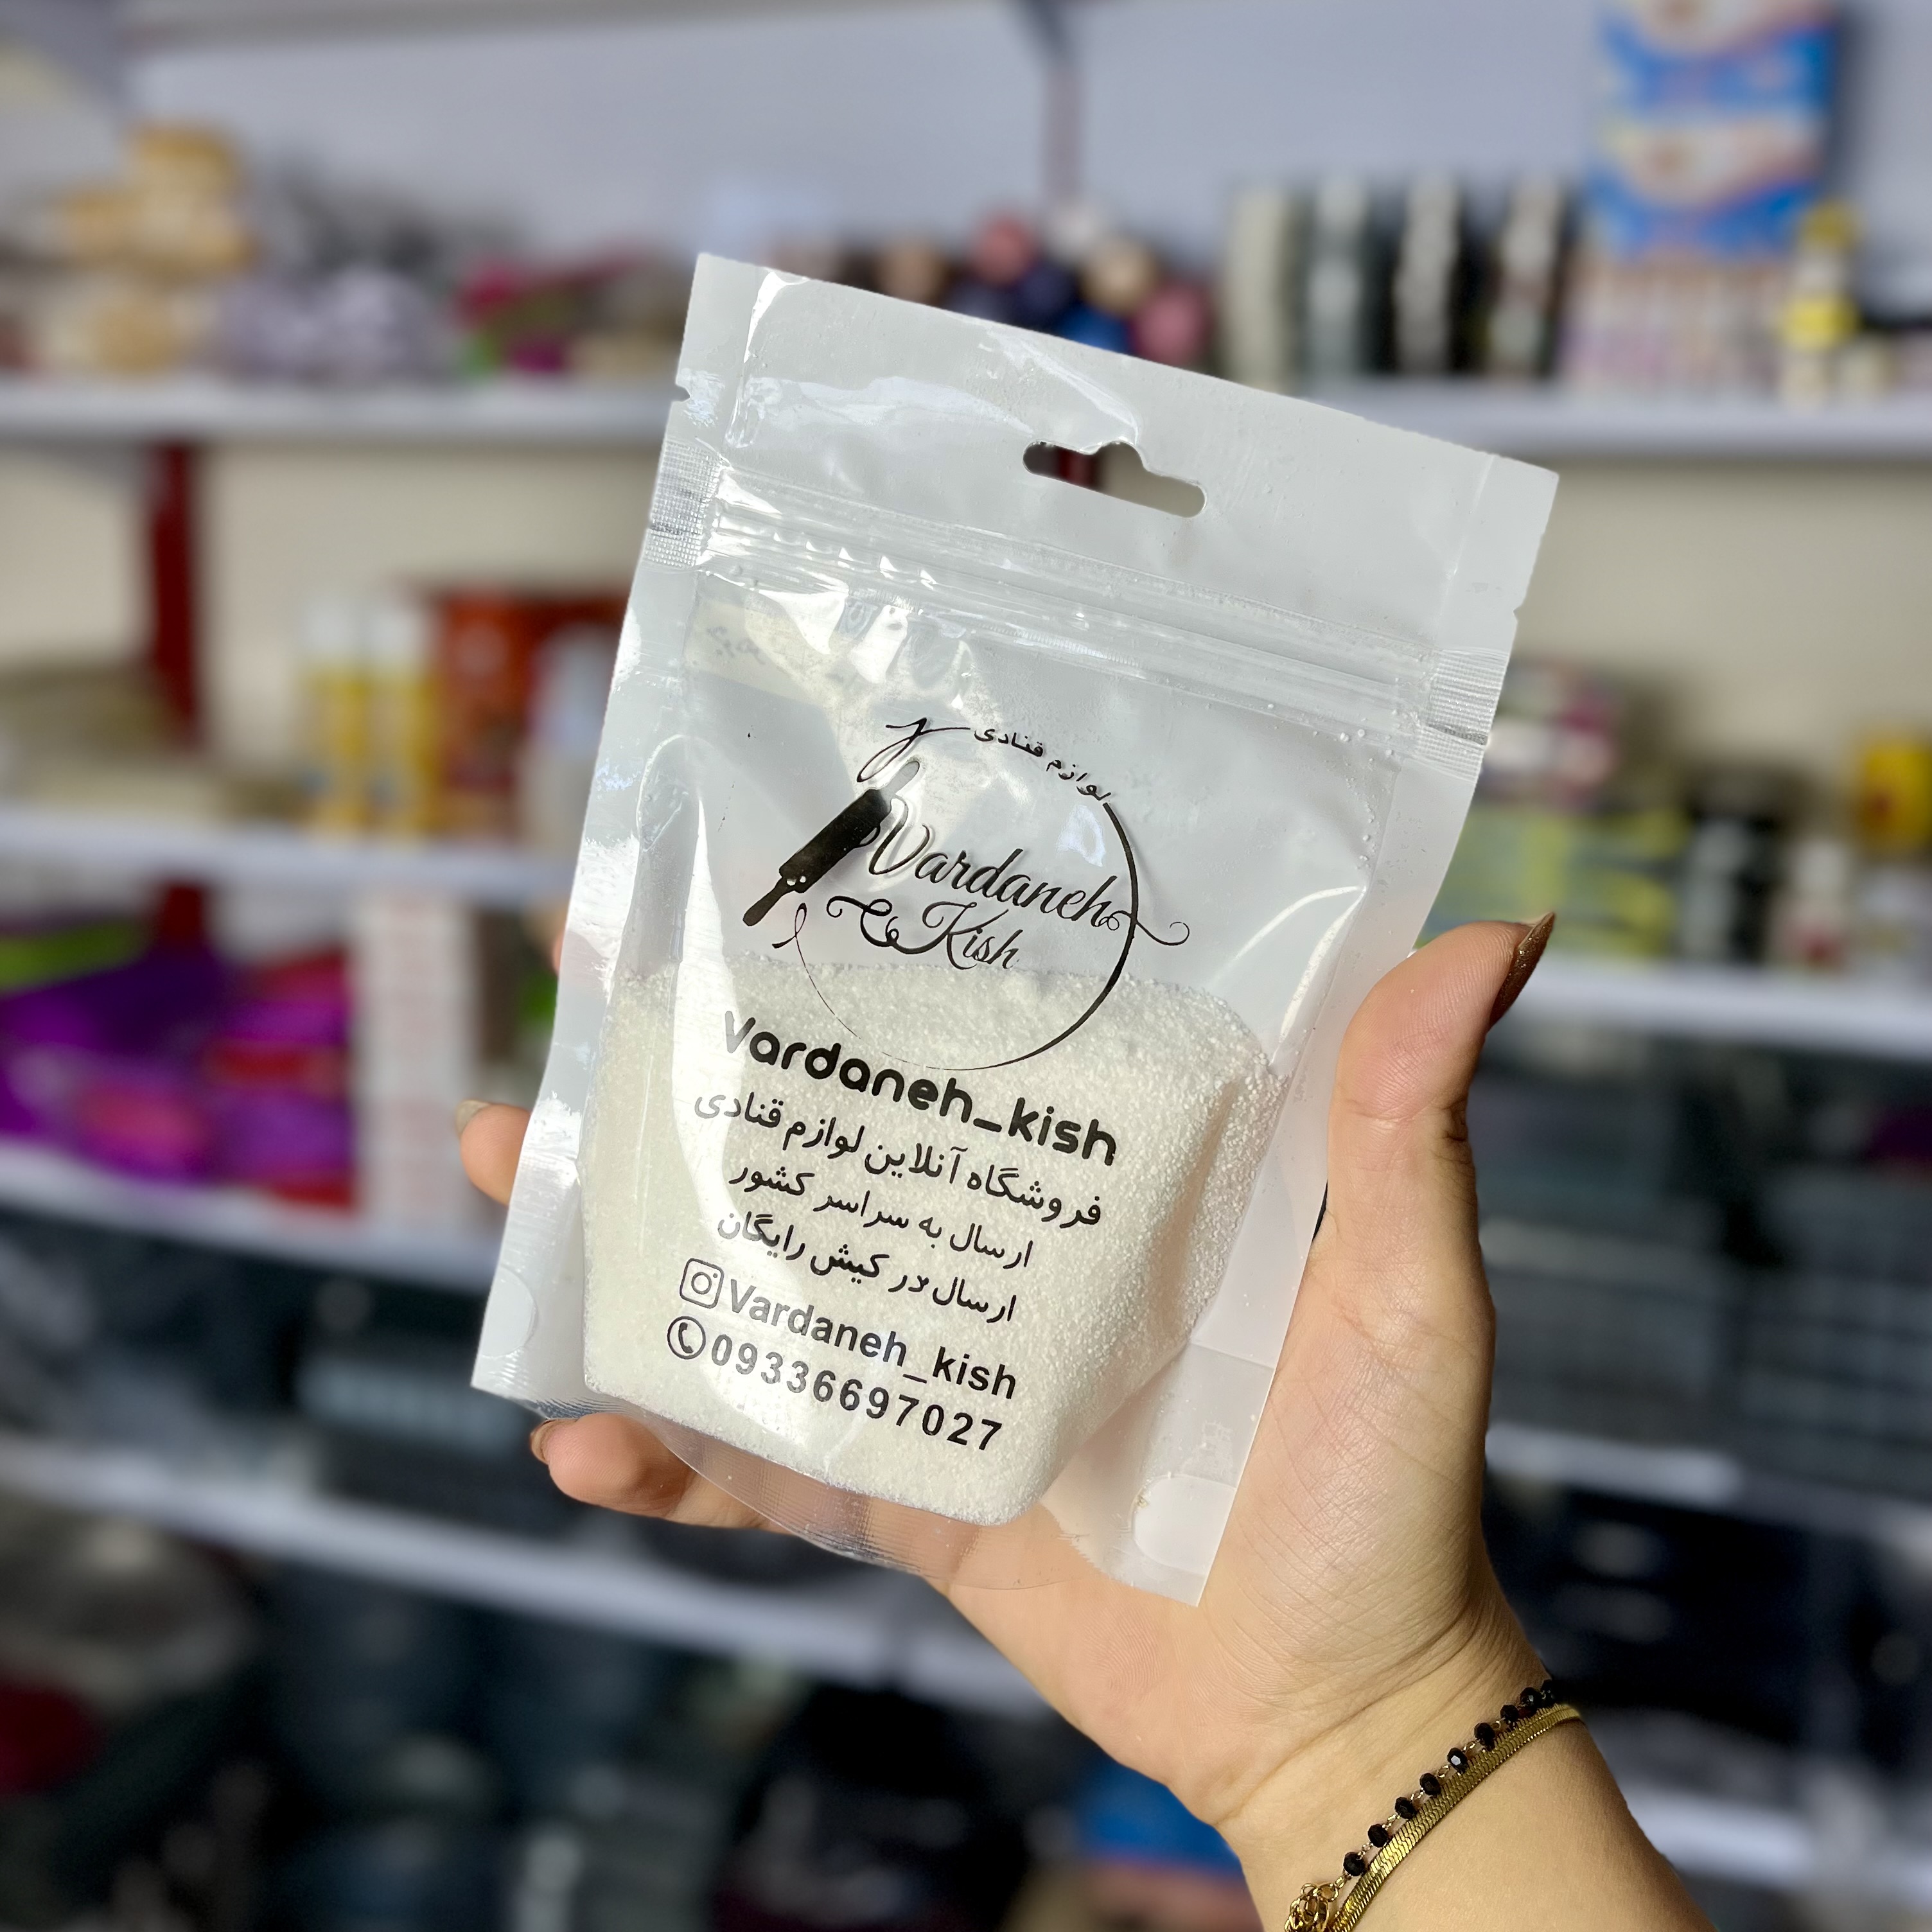 لوازم قنادی
Vardaneh
Kish
Vardaneh_kish
فروشگاه آنلاین لوازم قنادی
ارسال به سراسر کشور
ارسال در کیش رایگان
Vardaneh_kish
09336697027